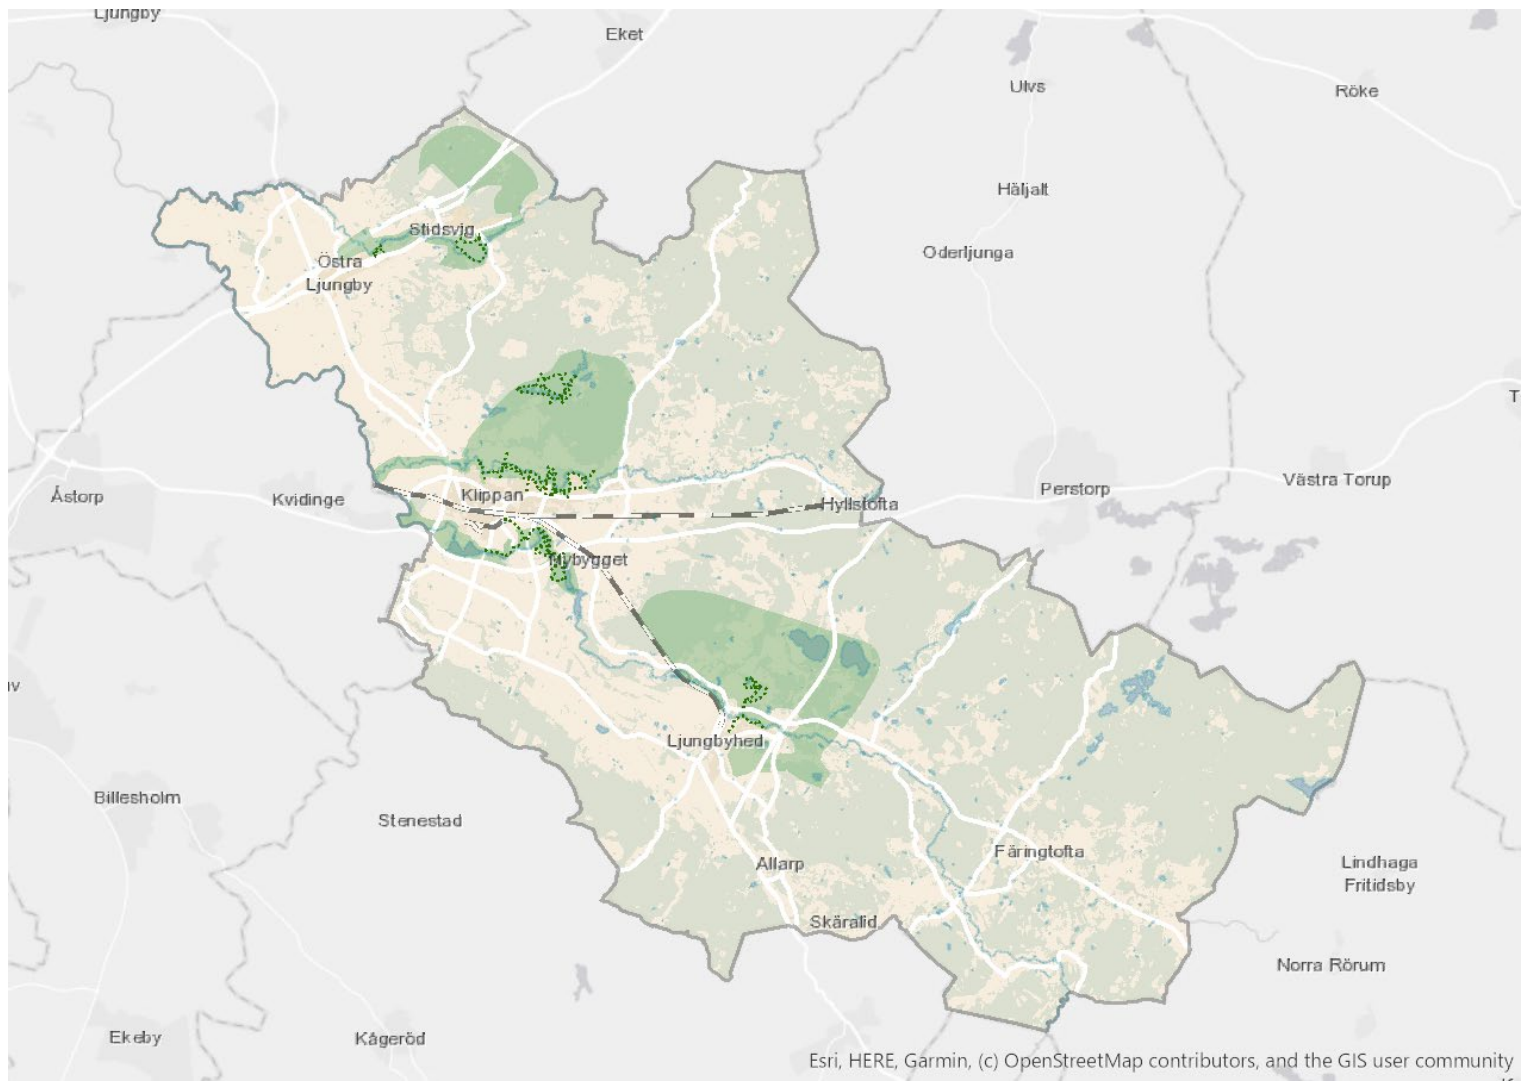 Ljungby
Eket
Ulvs
Röke
Häljalt
Stidsvig
Oderljunga
Östra
Ljungby
Åstorp
Kvidinge
Klippan
Hyllstofta
Perstorp
Västra Torup
T
Nybygget
Ljungbyhed
Billesholm
Stenestad
Allarp
Färingtofta
Lindhaga
Fritidsby
Skäralid
Norra Rörum
Ekeby
Kågeröd
Esri, HERE, Garmin, (c) OpenStreetMap contributors, and the GIS user community